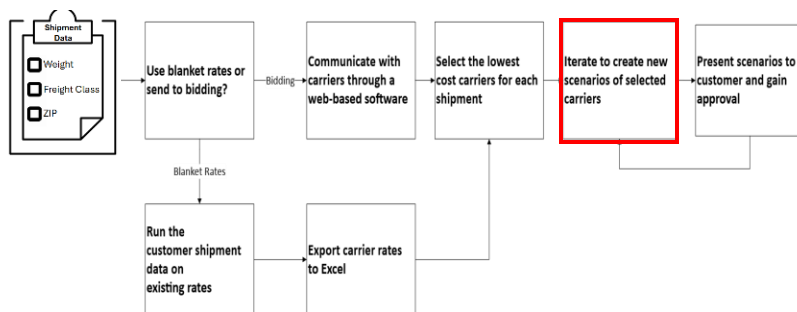 Shipment
Data
Weight
Freight Class
ZIP
Use blanket rates or
send to bidding?
Bidding
Communicate with
carriers through a
web-based software
Select the lowest
cost carriers for each
shipment
Iterate to create new
scenarios of selected
carriers
Present scenarios to
customer and gain
approval
Blanket Rates
Run the
customer shipment
data on
existing rates
Export carrier rates
to Excel